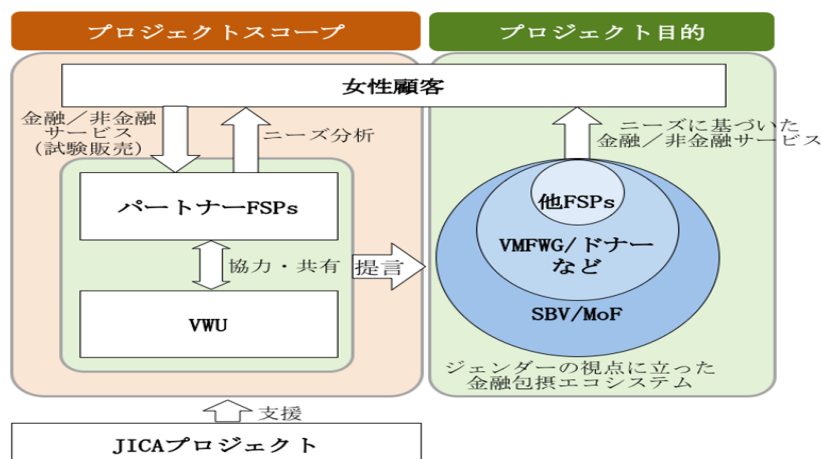 プロジェクトスコープ
プロジェクト目的
女性顧客
金融／非金融
サービス
（試験販売）
ニーズ分析
ニーズに基づいた
金融／非金融サービス
パートナーFSPs
協力・共有
VWU
提言
他FSPs
VMFWG/ドナー
など
SBV/MoF
ジェンダーの視点に立った
金融包摂エコシステム
支援
JICAプロジェクト